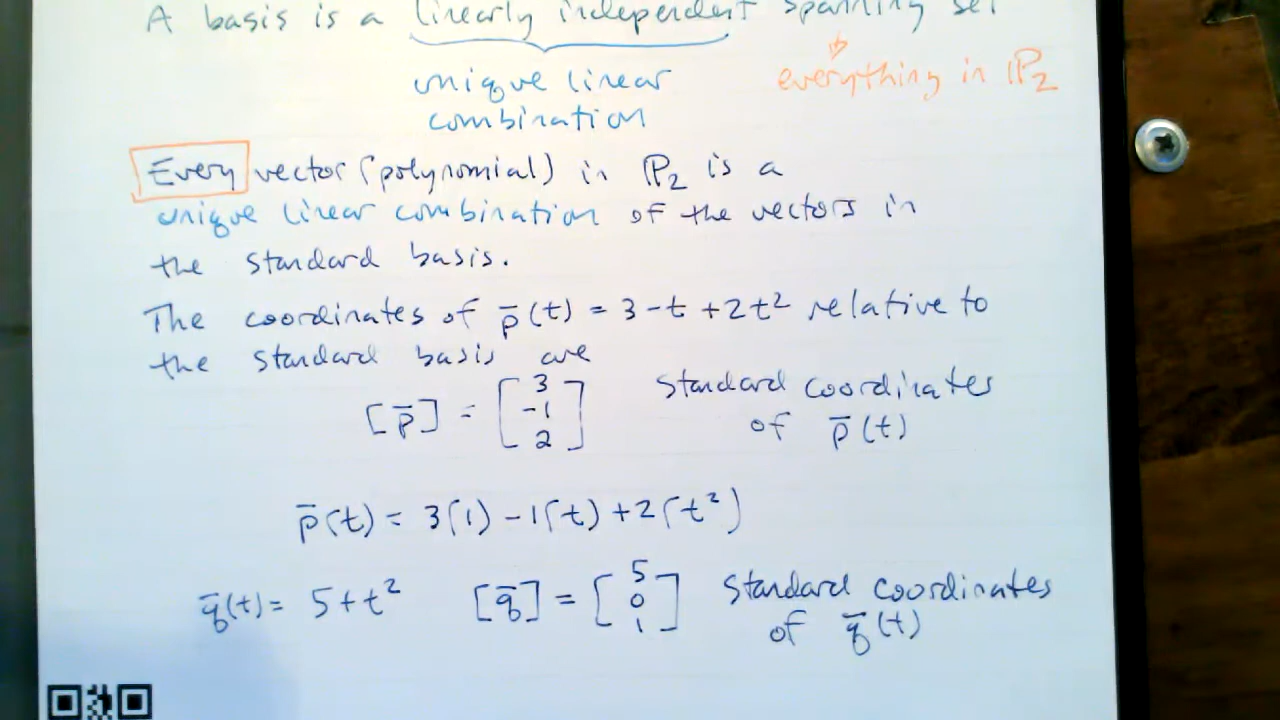 A basis is a linearly independent spanning set
unique linear
combination
everything in ℙ₂
Every vector (polynomial) in ℙ₂ is a
unique linear combination of the vectors in
the standard basis.
The coordinates of p̄(t) = 3 - t + 2t² relative to
the standard basis are
[p̄] = [3 -1 2] standard coordinates
of p̄(t)
p̄(t) = 3(1) - 1(t) + 2(t²)
q̄(t) = 5 + t² [q̄] = [5 0 1] standard coordinates
of q̄(t)